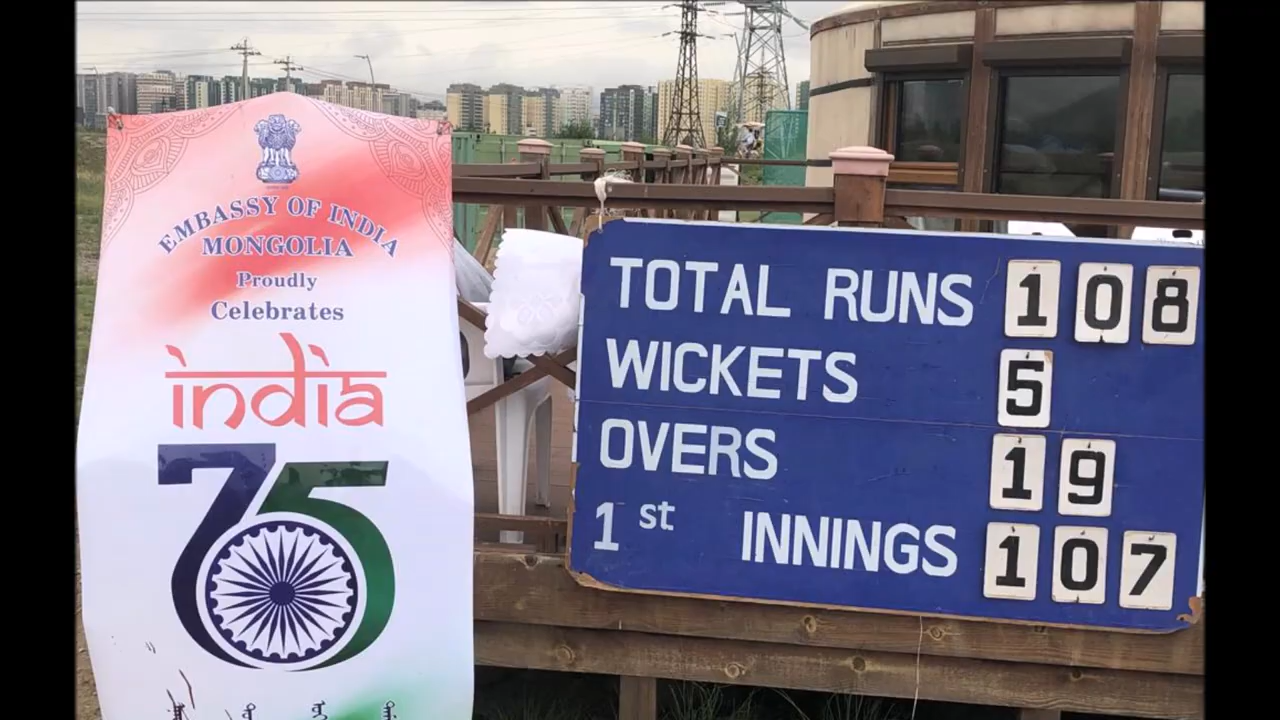 EMBASSY OF INDIA
MONGOLIA
Proudly
Celebrates
india
75
TOTAL RUNS 108
WICKETS 5
OVERS 19
1st INNINGS 107